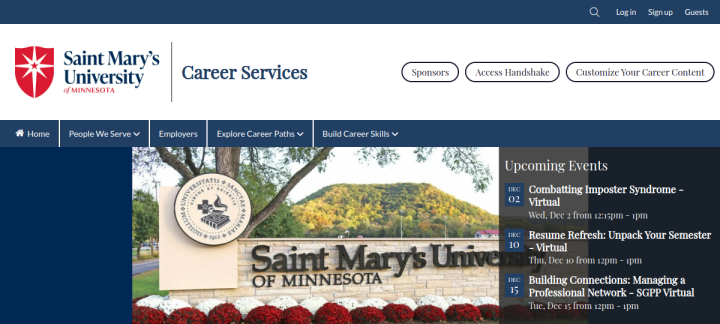 Log in Sign up Guests
Saint Mary's
University
of MINNESOTA
Career Services
Sponsors Access Handshake Customize Your Career Content
Home People We Serve Employers Explore Career Paths Build Career Skills
Saint Mary's University
OF MINNESOTA
Upcoming Events
DEC
02
Combatting Imposter Syndrome -
Virtual
Wed, Dec 2 from 12:15pm - 1pm
DEC
10
Resume Refresh: Unpack Your Semester
- Virtual
Thu, Dec 10 from 12pm - 1pm
DEC
15
Building Connections: Managing a
Professional Network - SGPP Virtual
Tue, Dec 15 from 12pm - 1pm